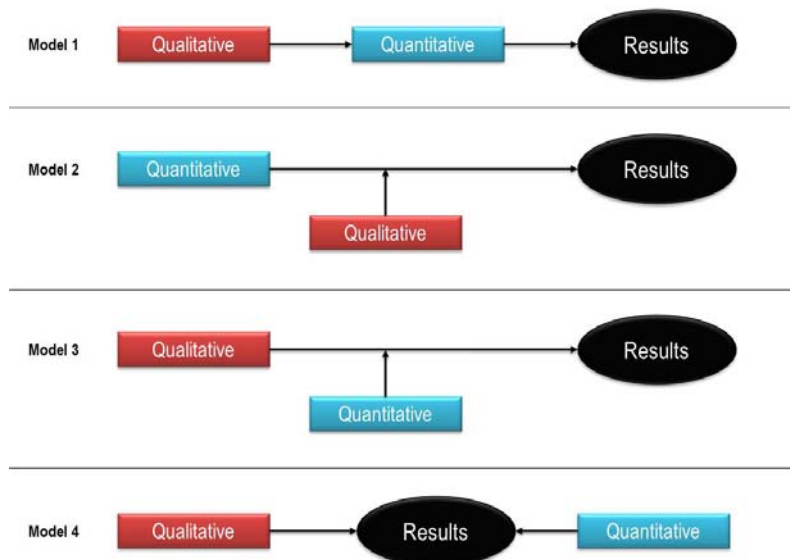 Model 1 Qualitative Quantitative Results
Model 2 Quantitative Results
Qualitative
Model 3 Qualitative Results
Quantitative
Model 4 Qualitative Results Quantitative